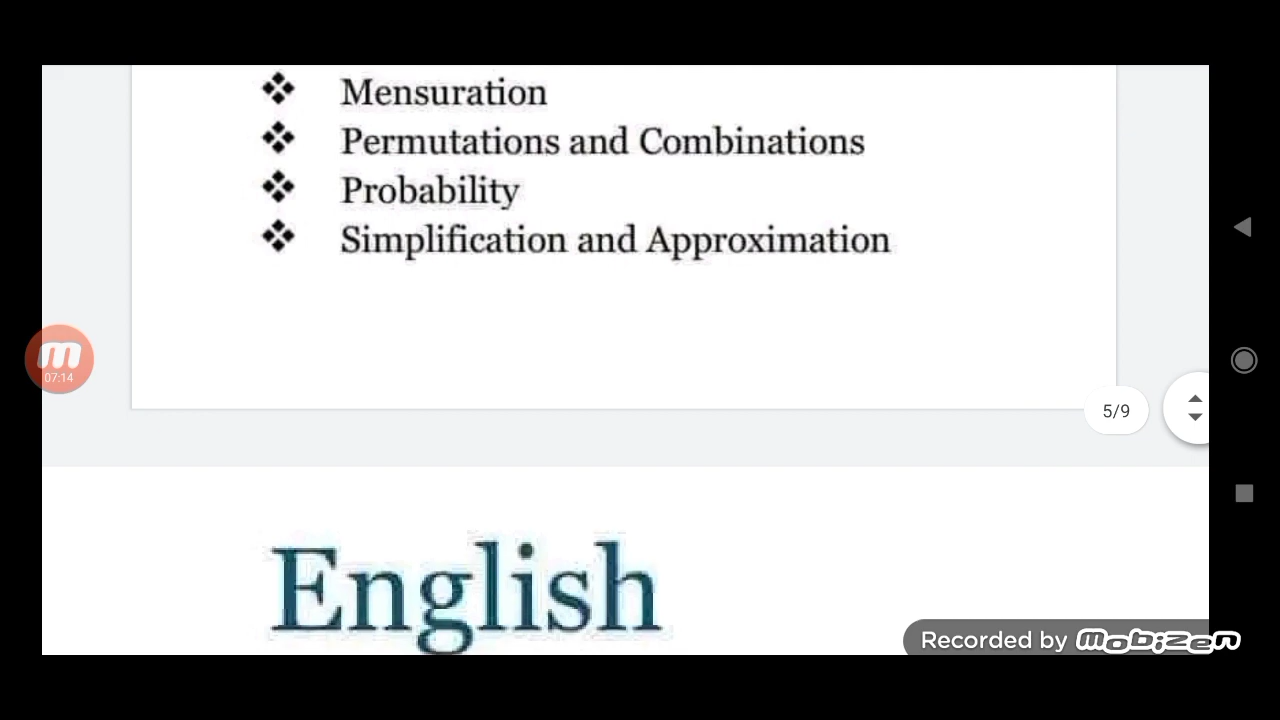 Mensuration
Permutations and Combinations
Probability
Simplification and Approximation
07:14
5/9
English
Recorded by mobizen